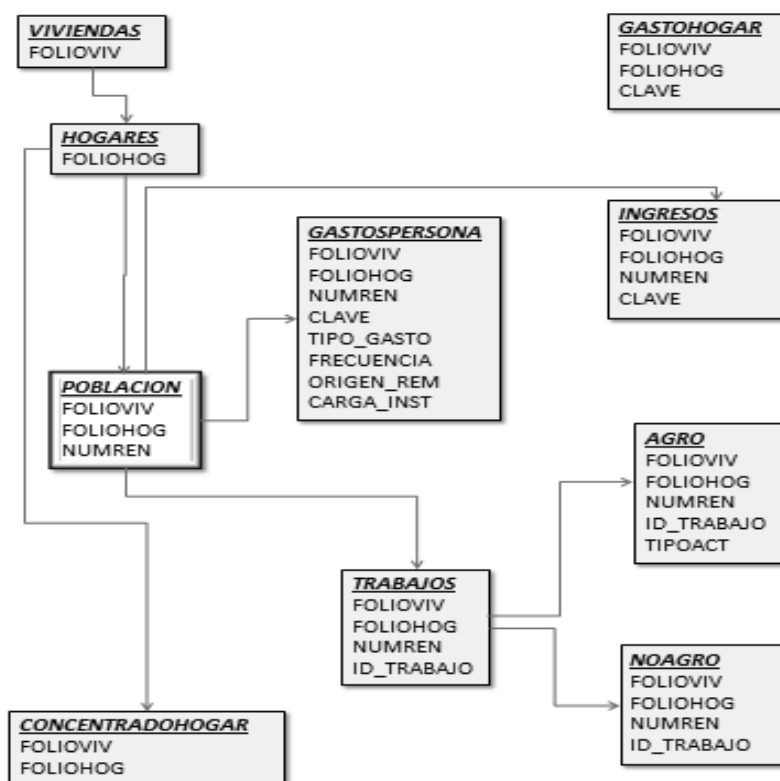 VIVIENDAS
FOLIOVIV
GASTOHOGAR
FOLIOVIV
FOLIOHOG
CLAVE
HOGARES
FOLIOHOG
INGRESOS
FOLIOVIV
FOLIOHOG
NUMREN
CLAVE
GASTOSPERSONA
FOLIOVIV
FOLIOHOG
NUMREN
CLAVE
TIPO_GASTO
FRECUENCIA
ORIGEN_REM
CARGA_INST
POBLACION
FOLIOVIV
FOLIOHOG
NUMREN
AGRO
FOLIOVIV
FOLIOHOG
NUMREN
ID_TRABAJO
TIPOACT
TRABAJOS
FOLIOVIV
FOLIOHOG
NUMREN
ID_TRABAJO
NOAGRO
FOLIOVIV
FOLIOHOG
NUMREN
ID_TRABAJO
CONCENTRADOHOGAR
FOLIOVIV
FOLIOHOG